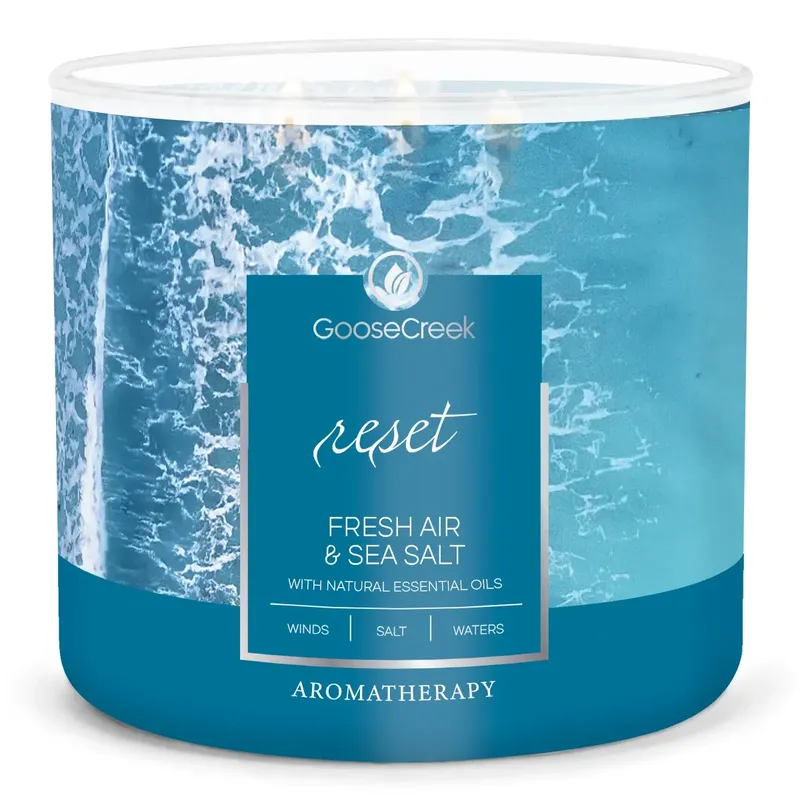 GooseCreek
reset
FRESH AIR
& SEA SALT
WITH NATURAL ESSENTIAL OILS
WINDS | SALT | WATERS
AROMATHERAPY